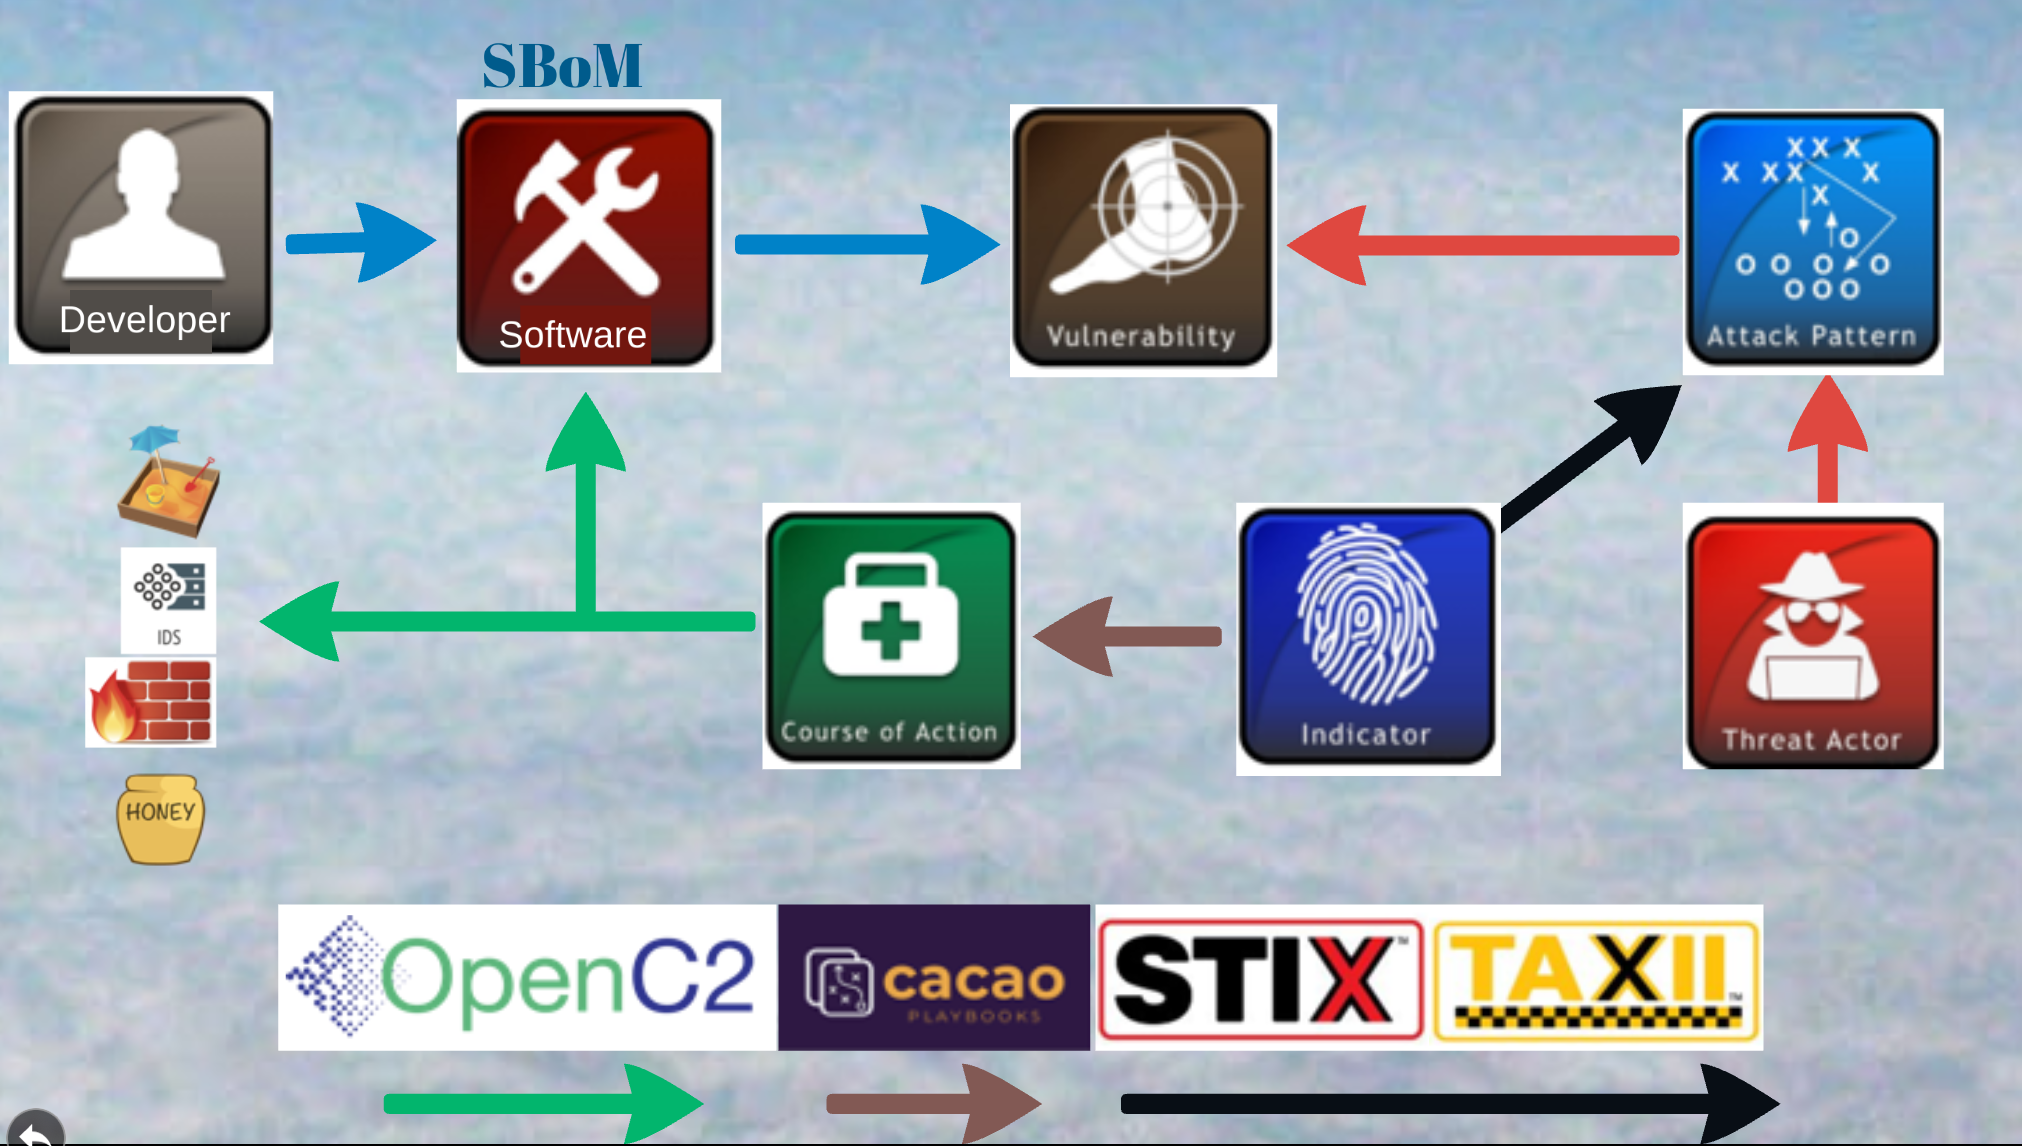 SBoM
Developer
Software
Vulnerability
X X X
X X X X
X
O
O O O O
O O O
Attack Pattern
IDS
HONEY
Course of Action
Indicator
Threat Actor
OpenC2
cacao
PLAYBOOKS
STIX™
TAXII™